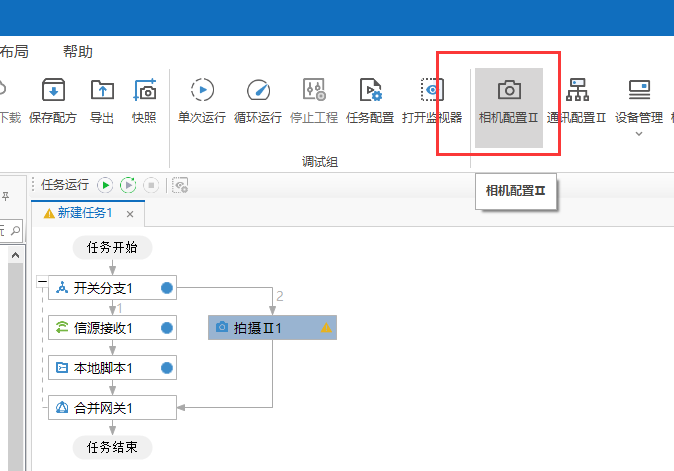 布局 帮助
下载 保存配方 导出 快照 单次运行 循环运行 停止工程 任务配置 打开监视器 相机配置Ⅱ 通讯配置Ⅱ 设备管理
调试组
任务运行
相机配置Ⅱ
新建任务1 ×
任务开始
开关分支1
1
2
信源接收1
拍摄Ⅱ1
本地脚本1
合并网关1
任务结束